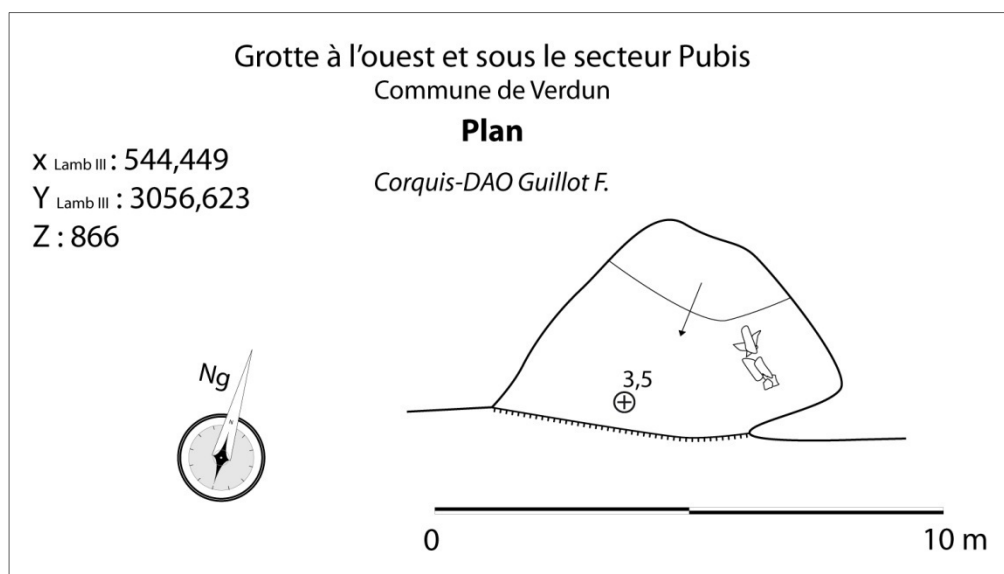 Grotte à l'ouest et sous le secteur Pubis
Commune de Verdun
Plan
Corquis-DAO Guillot F.
x Lamb III : 544,449
Y Lamb III : 3056,623
Z : 866
Ng
N
3,5
0
10 m